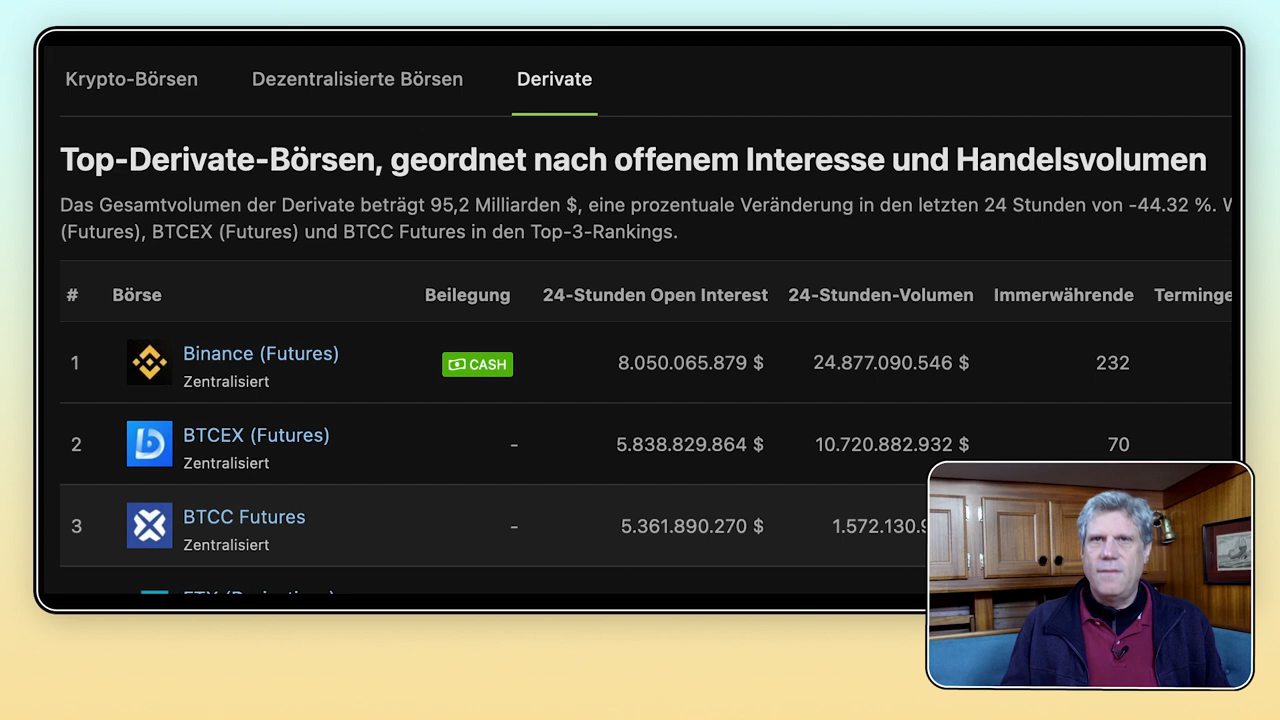 Krypto-Börsen Dezentralisierte Börsen Derivate
Top-Derivate-Börsen, geordnet nach offenem Interesse und Handelsvolumen
Das Gesamtvolumen der Derivate beträgt 95,2 Milliarden $, eine prozentuale Veränderung in den letzten 24 Stunden von -44.32 %.
(Futures), BTCEX (Futures) und BTCC Futures in den Top-3-Rankings.
# Börse Beilegung 24-Stunden Open Interest 24-Stunden-Volumen Immerwährende
1 Binance (Futures) CASH 8.050.065.879 $ 24.877.090.546 $ 232
Zentralisiert
2 BTCEX (Futures) - 5.838.829.864 $ 10.720.882.932 $ 70
Zentralisiert
3 BTCC Futures - 5.361.890.270 $ 1.572.130.
Zentralisiert